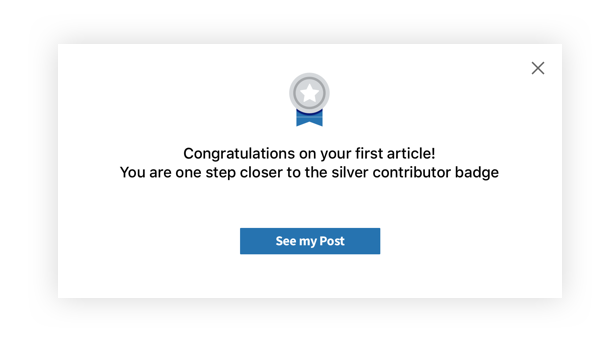 Congratulations on your first article!
You are one step closer to the silver contributor badge
See my Post